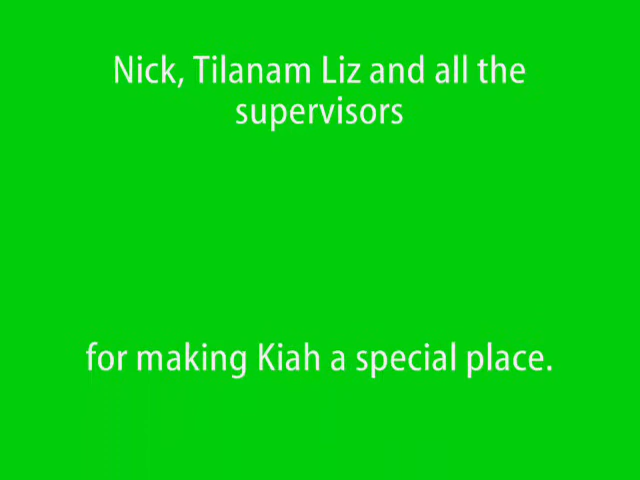 Nick, Tilanam Liz and all the
supervisors
for making Kiah a special place.